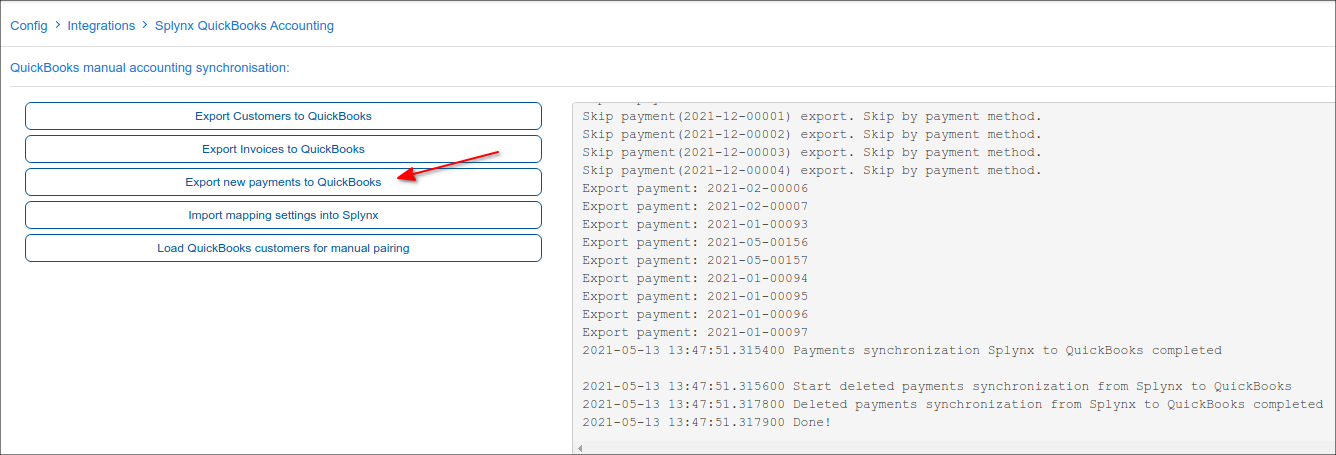 Config > Integrations > Splynx QuickBooks Accounting
QuickBooks manual accounting synchronisation:
Export Customers to QuickBooks
Export Invoices to QuickBooks
Export new payments to QuickBooks
Import mapping settings into Splynx
Load QuickBooks customers for manual pairing
Skip payment(2021-12-00001) export. Skip by payment method.
Skip payment(2021-12-00002) export. Skip by payment method.
Skip payment(2021-12-00003) export. Skip by payment method.
Skip payment(2021-12-00004) export. Skip by payment method.
Export payment: 2021-02-00006
Export payment: 2021-02-00007
Export payment: 2021-01-00093
Export payment: 2021-05-00156
Export payment: 2021-05-00157
Export payment: 2021-01-00094
Export payment: 2021-01-00095
Export payment: 2021-01-00096
Export payment: 2021-01-00097
2021-05-13 13:47:51.315400 Payments synchronization Splynx to QuickBooks completed
2021-05-13 13:47:51.315600 Start deleted payments synchronization from Splynx to QuickBooks
2021-05-13 13:47:51.317800 Deleted payments synchronization from Splynx to QuickBooks completed
2021-05-13 13:47:51.317900 Done!